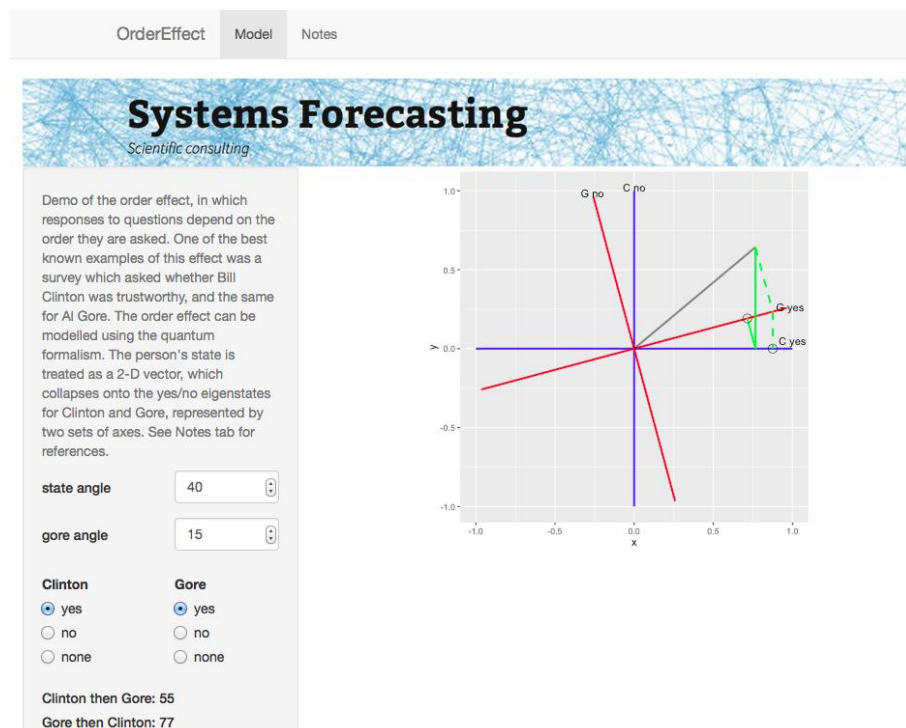 OrderEffect Model Notes
Systems Forecasting
Scientific consulting
Demo of the order effect, in which
responses to questions depend on the
order they are asked. One of the best
known examples of this effect was a
survey which asked whether Bill
Clinton was trustworthy, and the same
for Al Gore. The order effect can be
modelled using the quantum
formalism. The person's state is
treated as a 2-D vector, which
collapses onto the yes/no eigenstates
for Clinton and Gore, represented by
two sets of axes. See Notes tab for
references.
state angle 40
gore angle 15
Clinton Gore
yes yes
no no
none none
Clinton then Gore: 55
Gore then Clinton: 77
G no C no
1.0
0.5
G yes
C yes
y 0.0
-0.5
-1.0
-1.0 -0.5 0.0 0.5 1.0
x